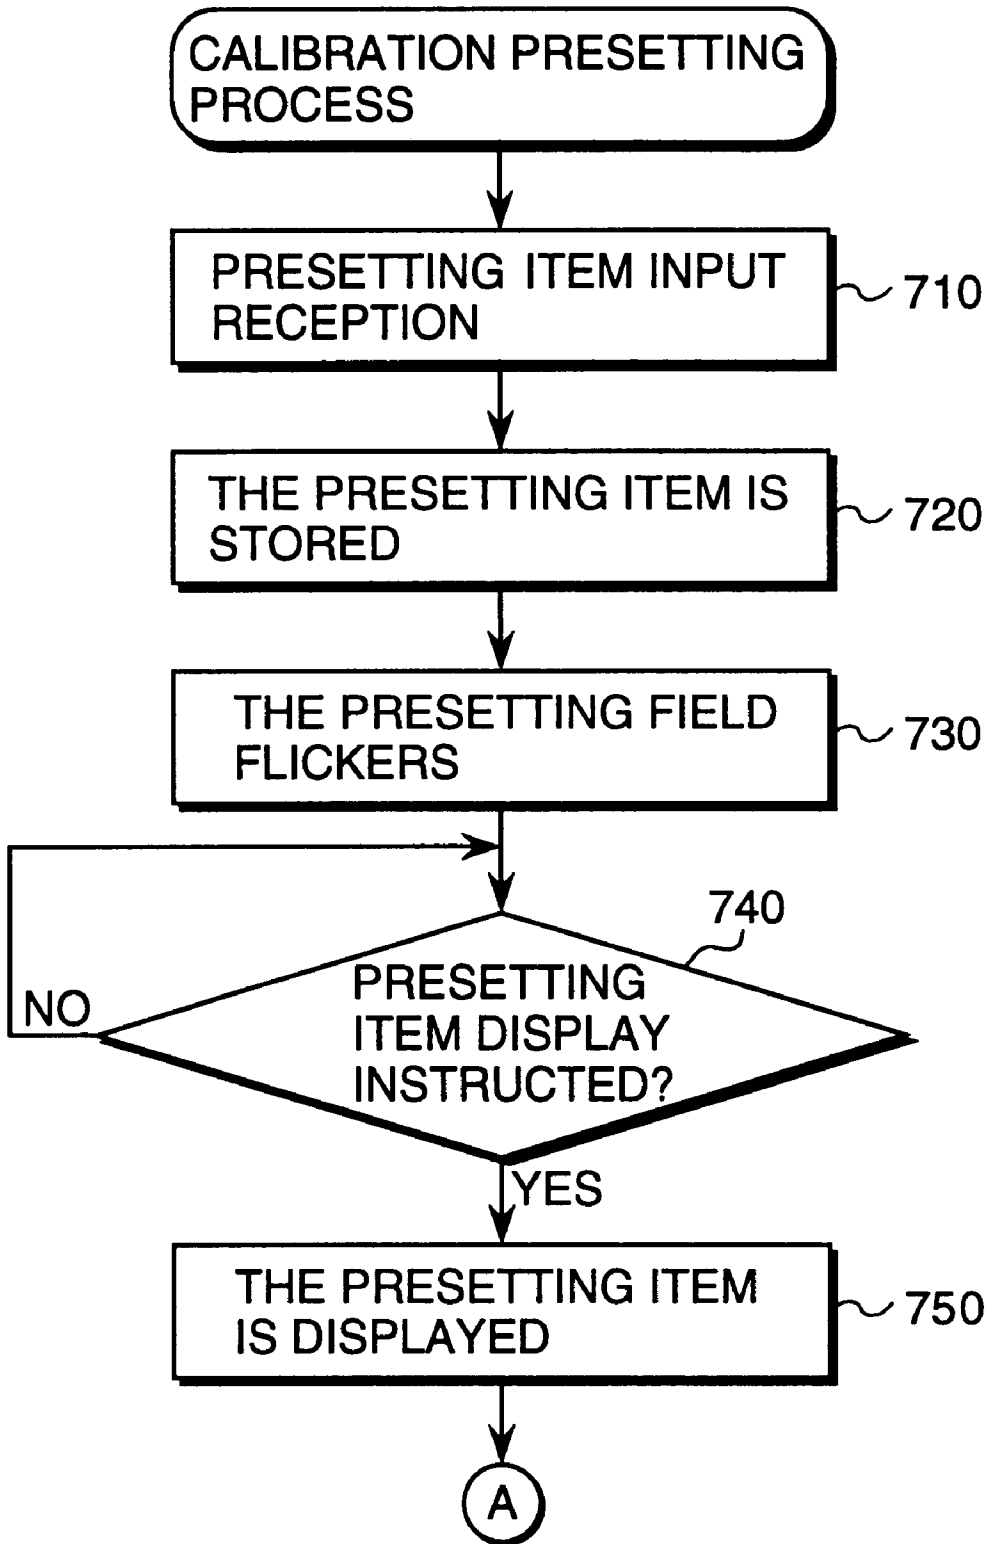 CALIBRATION PRESETTING
PROCESS
PRESETTING ITEM INPUT
RECEPTION
710
THE PRESETTING ITEM IS
STORED
720
THE PRESETTING FIELD
FLICKERS
730
740
PRESETTING
ITEM DISPLAY
INSTRUCTED?
NO
YES
THE PRESETTING ITEM
IS DISPLAYED
750
A